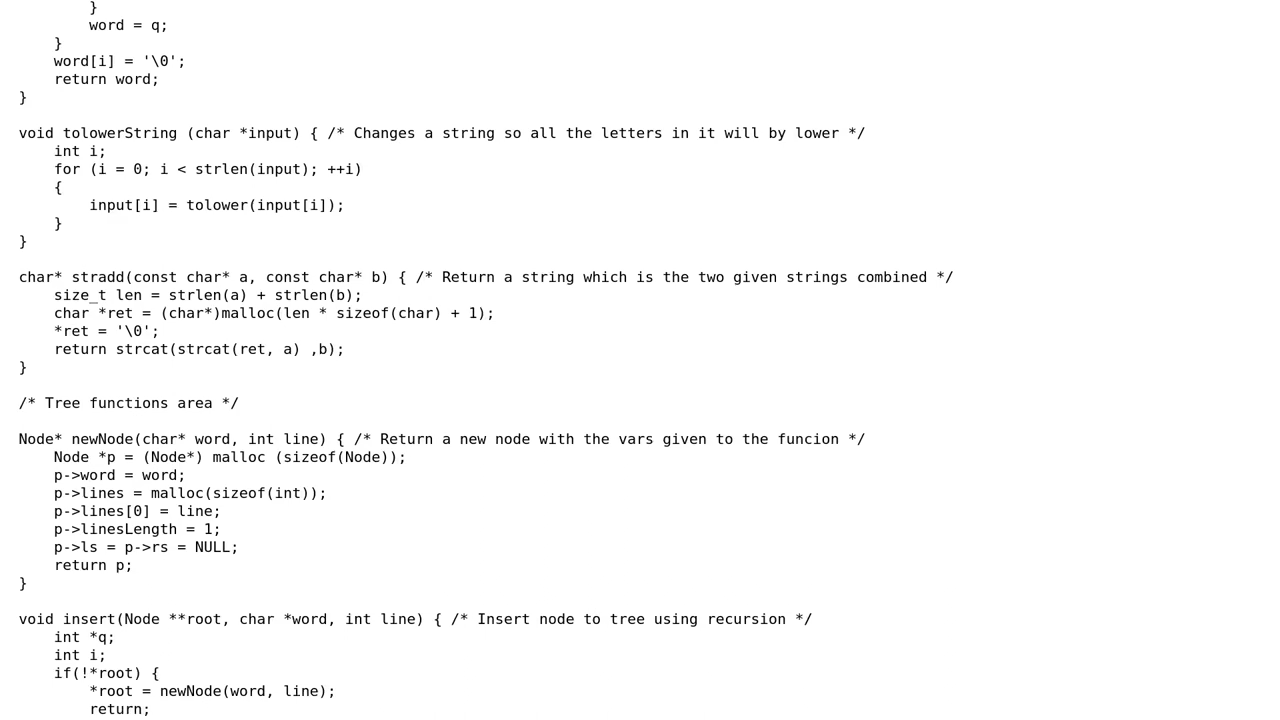 }
        word = q;
    }
    word[i] = '\0';
    return word;
}

void tolowerString (char *input) { /* Changes a string so all the letters in it will by lower */
    int i;
    for (i = 0; i < strlen(input); ++i)
    {
        input[i] = tolower(input[i]);
    }
}

char* stradd(const char* a, const char* b) { /* Return a string which is the two given strings combined */
    size_t len = strlen(a) + strlen(b);
    char *ret = (char*)malloc(len * sizeof(char) + 1);
    *ret = '\0';
    return strcat(strcat(ret, a) ,b);
}

/* Tree functions area */

Node* newNode(char* word, int line) { /* Return a new node with the vars given to the funcion */
    Node *p = (Node*) malloc (sizeof(Node));
    p->word = word;
    p->lines = malloc(sizeof(int));
    p->lines[0] = line;
    p->linesLength = 1;
    p->ls = p->rs = NULL;
    return p;
}

void insert(Node **root, char *word, int line) { /* Insert node to tree using recursion */
    int *q;
    int i;
    if(!*root) {
        *root = newNode(word, line);
        return;